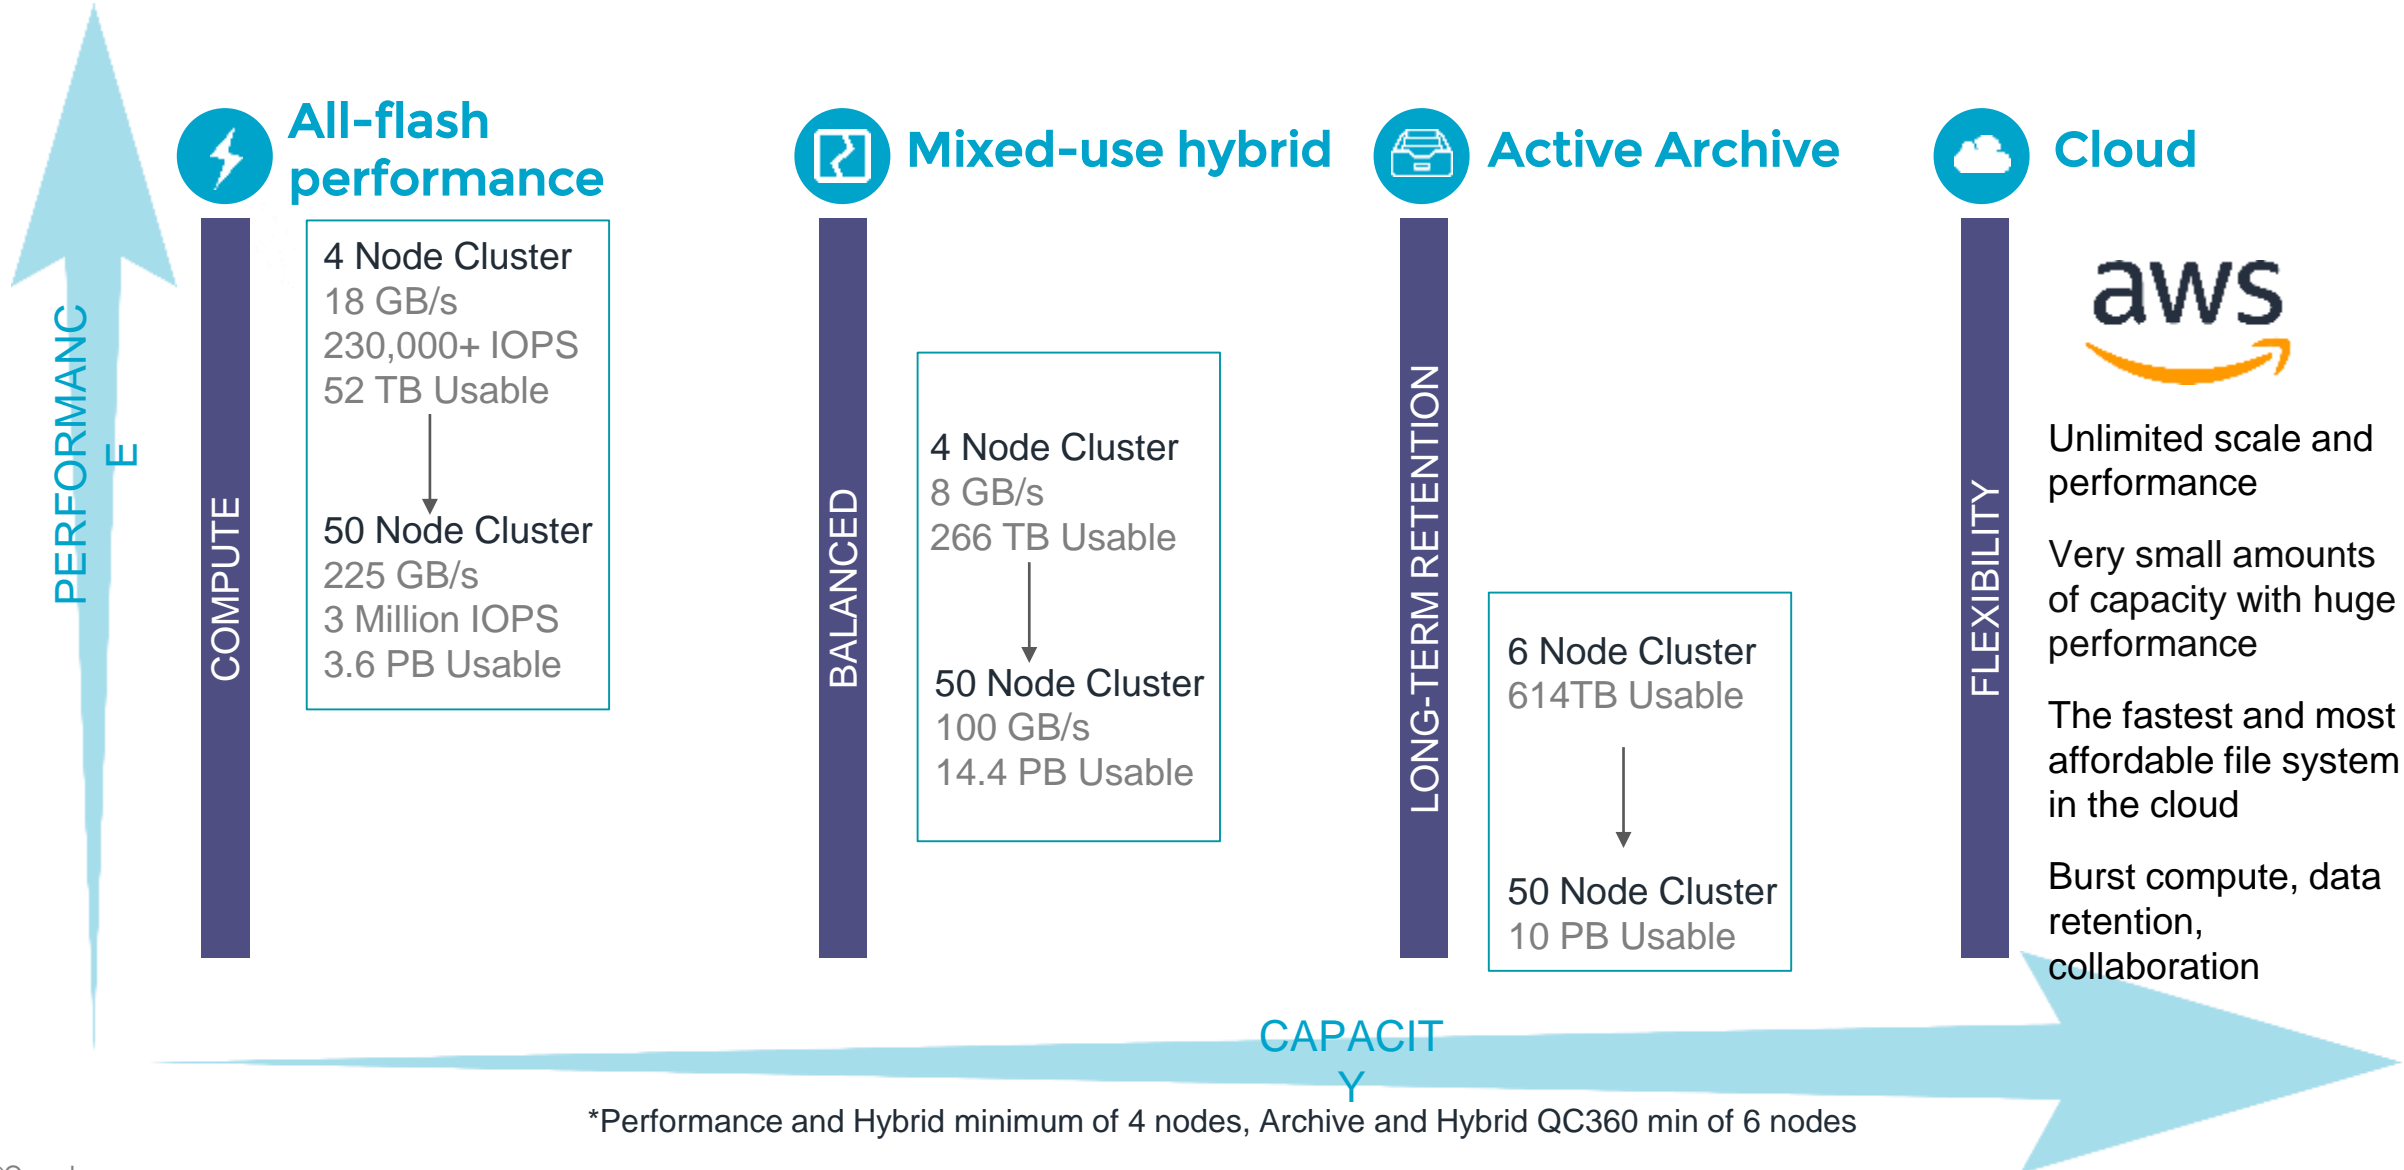 All-flash
performance
Mixed-use hybrid
Active Archive
Cloud
PERFORMANC
E
COMPUTE
4 Node Cluster
18 GB/s
230,000+ IOPS
52 TB Usable
50 Node Cluster
225 GB/s
3 Million IOPS
3.6 PB Usable
BALANCED
4 Node Cluster
8 GB/s
266 TB Usable
50 Node Cluster
100 GB/s
14.4 PB Usable
LONG-TERM RETENTION
6 Node Cluster
614TB Usable
50 Node Cluster
10 PB Usable
FLEXIBILITY
aws
Unlimited scale and
performance
Very small amounts
of capacity with huge
performance
The fastest and most
affordable file system
in the cloud
Burst compute, data
retention,
collaboration
CAPACIT
Y
*Performance and Hybrid minimum of 4 nodes, Archive and Hybrid QC360 min of 6 nodes